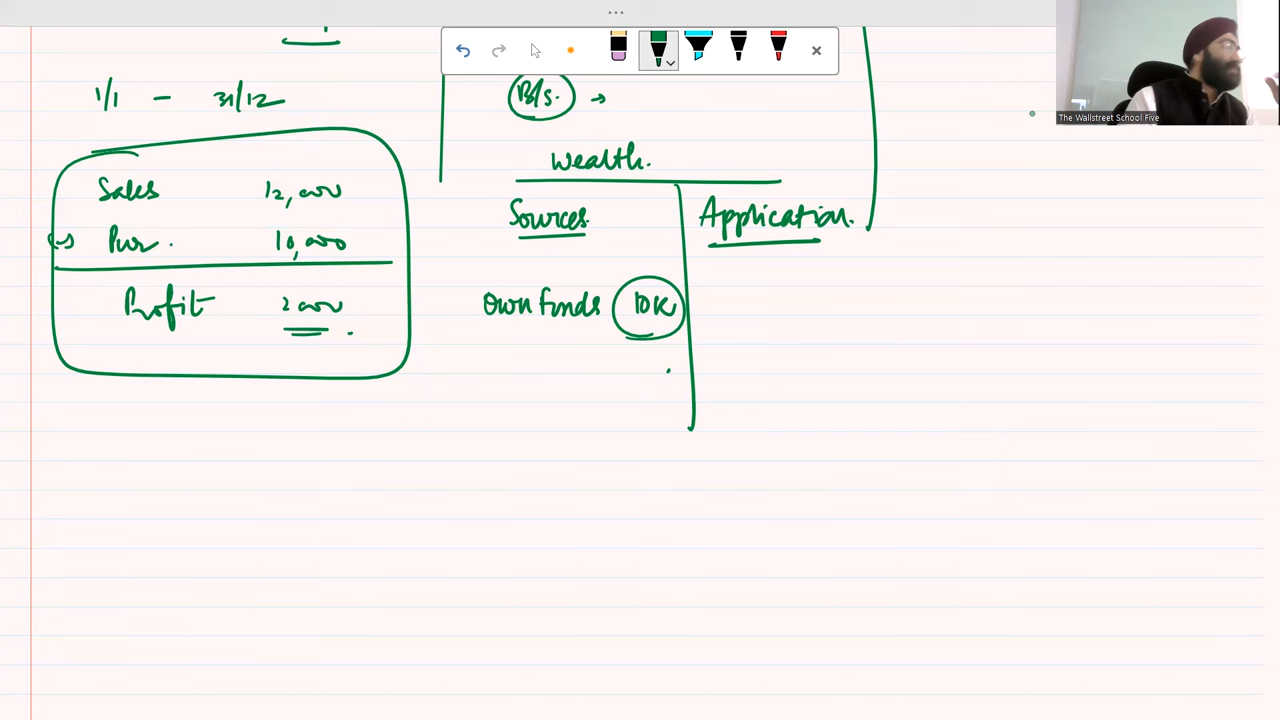 1/1 - 31/12
Sales 12,000
(-) Pur. 10,000
Profit 2000
B/s. →
Wealth.
Sources. Application.
Own funds 10K
The Wallstreet School Five